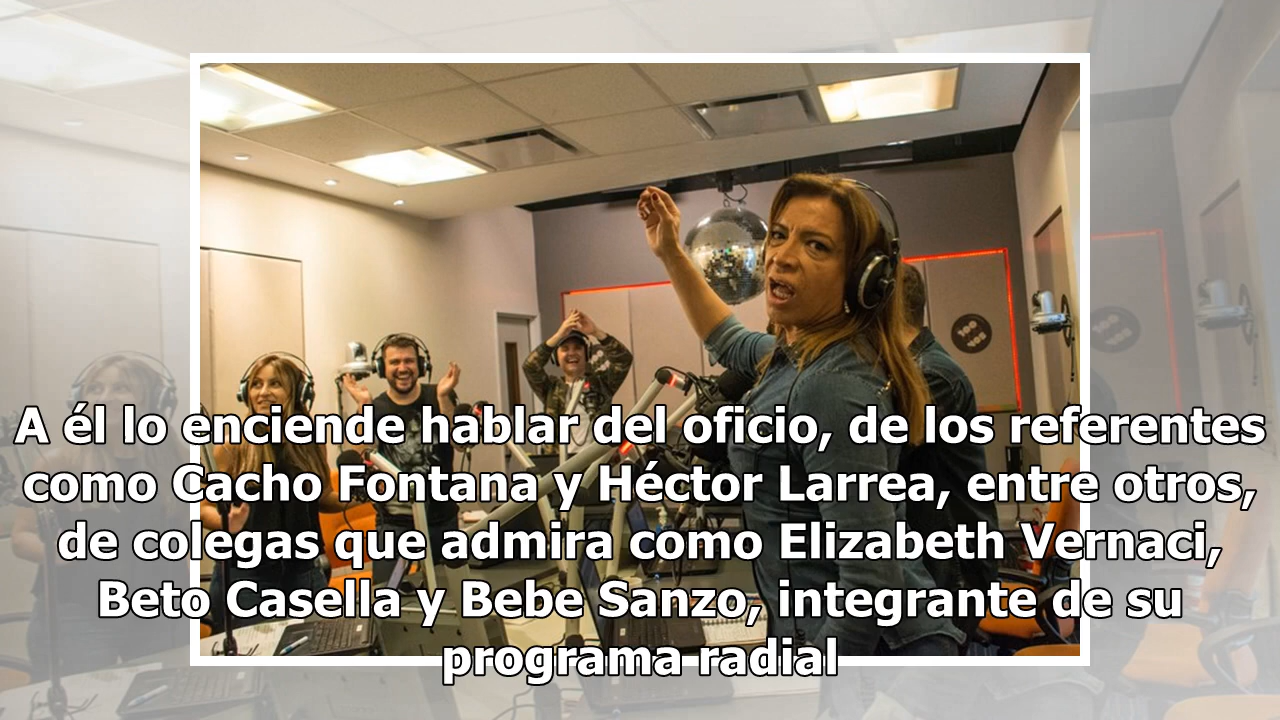 A él lo enciende hablar del oficio, de los referentes
como Cacho Fontana y Héctor Larrea, entre otros,
de colegas que admira como Elizabeth Vernaci,
Beto Casella y Bebe Sanzo, integrante de su
programa radial